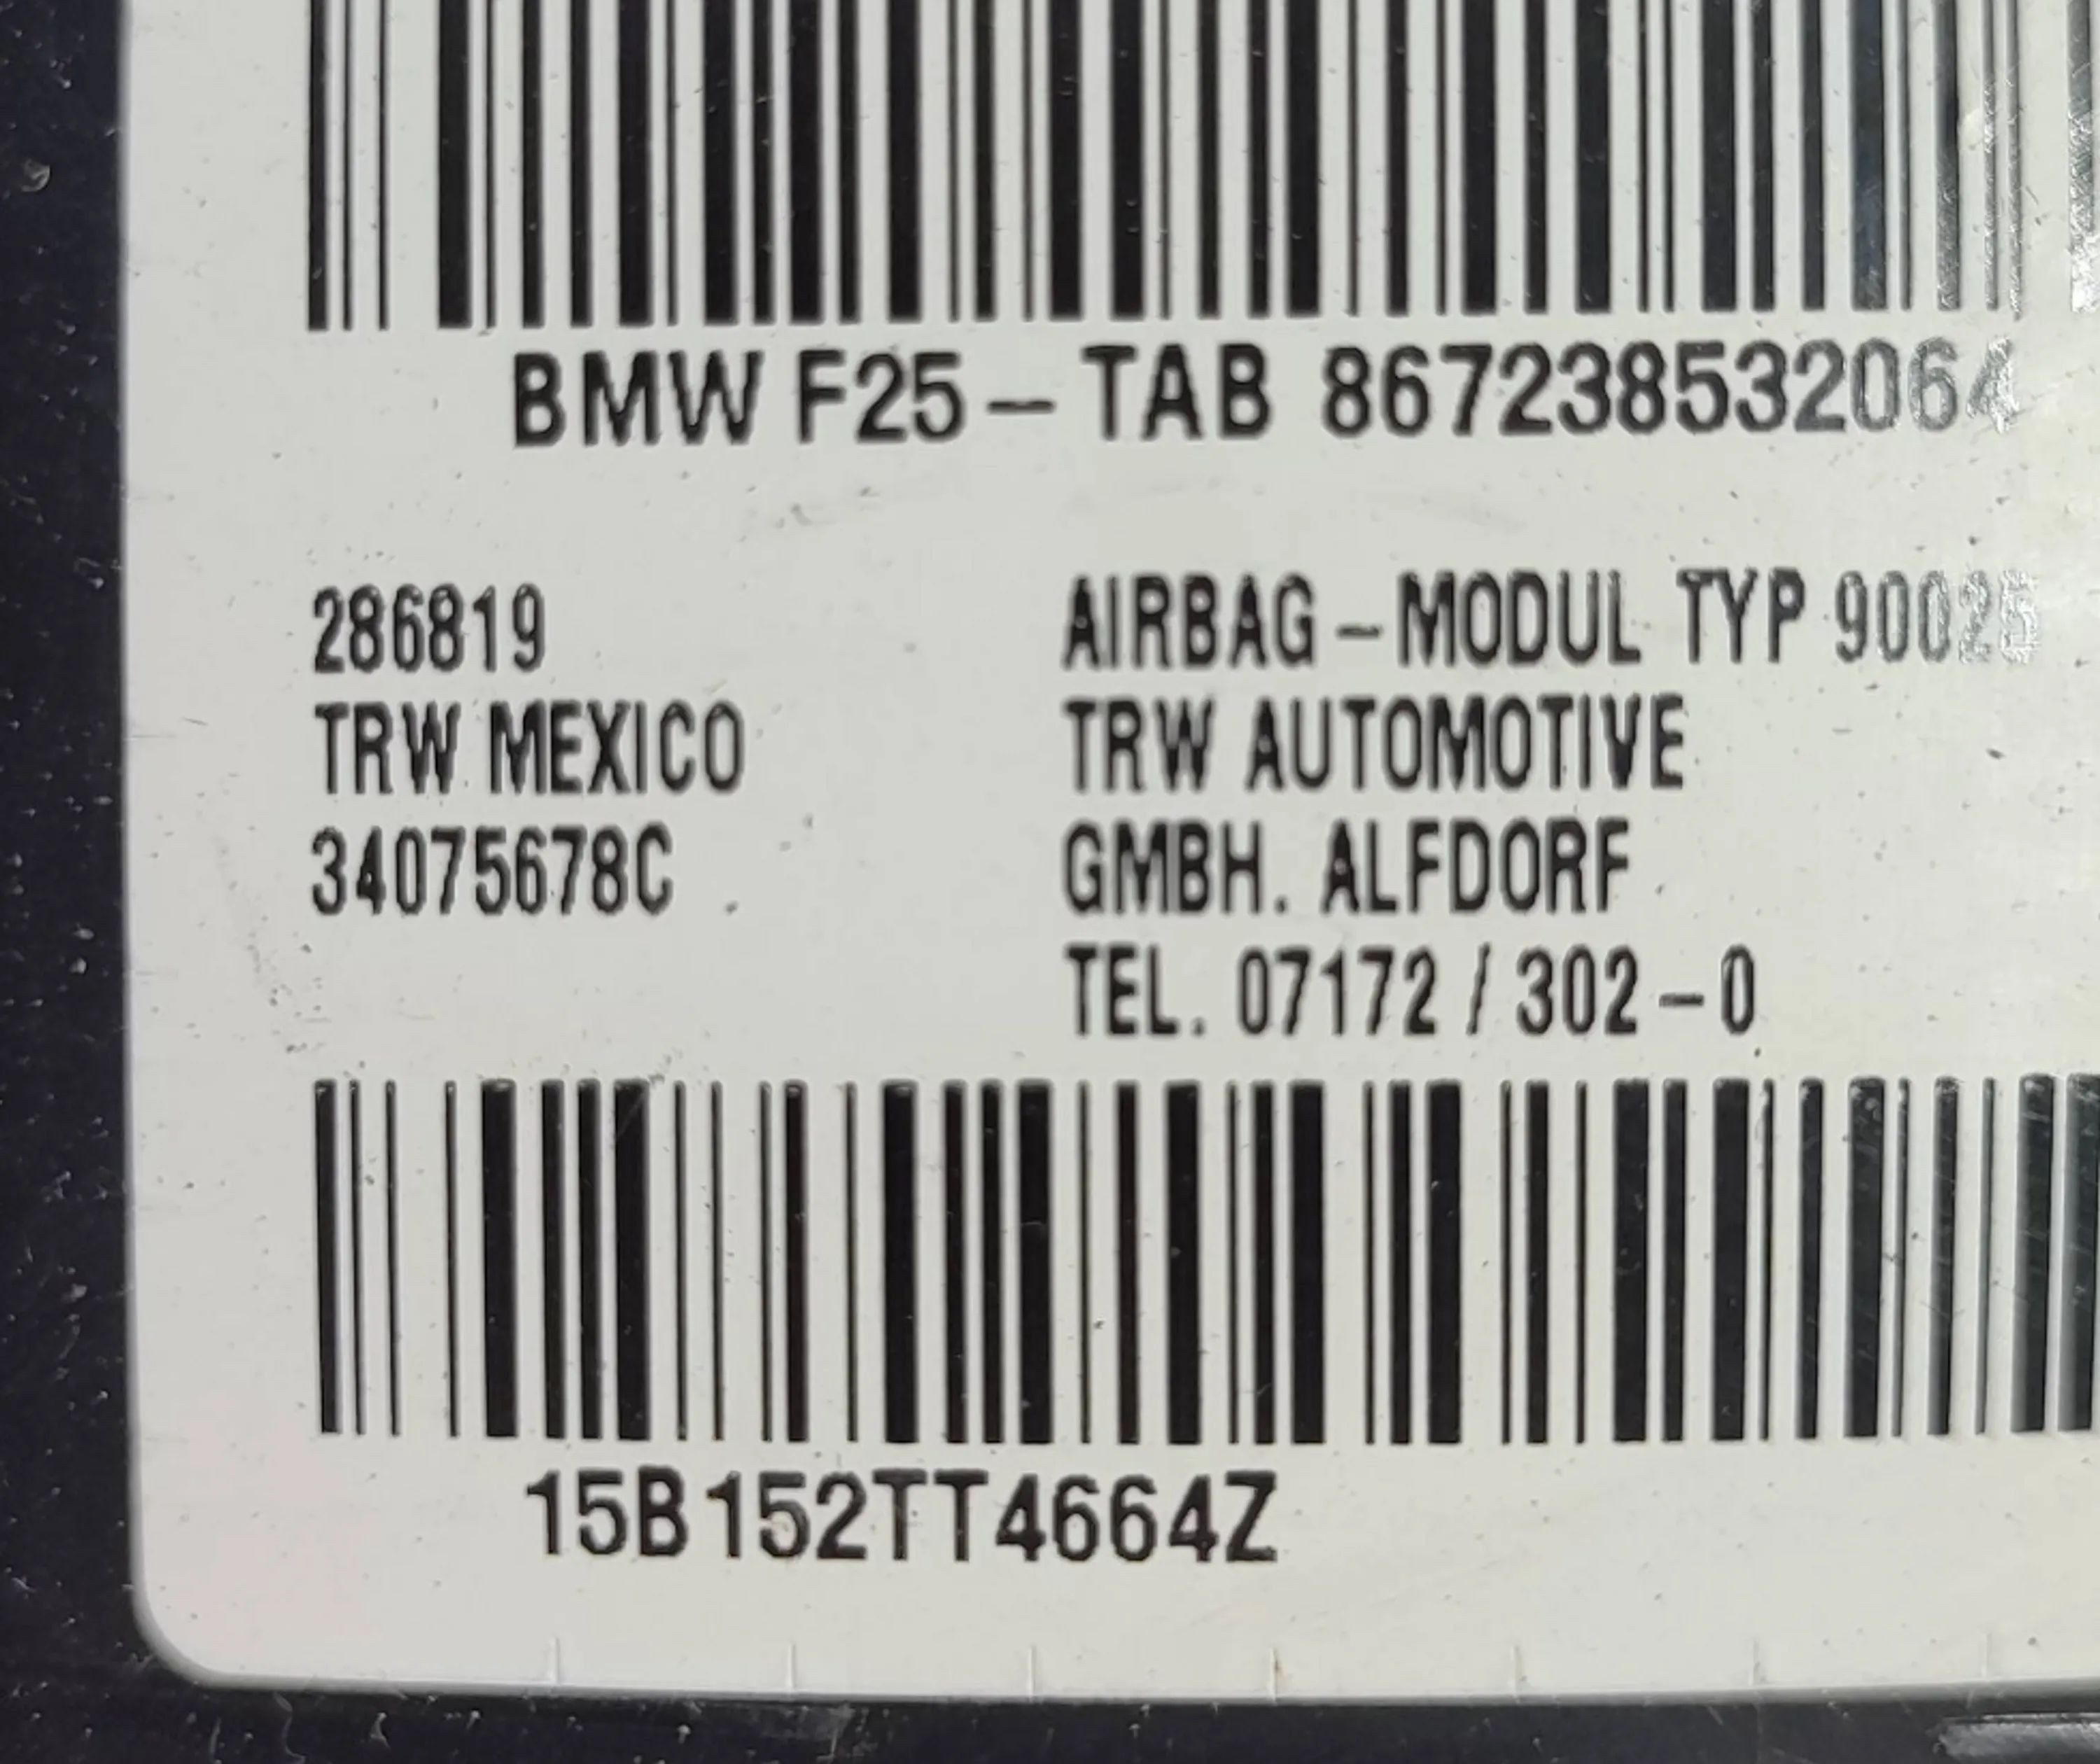 BMW F25-TAB 867238532064
286819
TRW MEXICO
34075678C
AIRBAG-MODUL TYP 90025
TRW AUTOMOTIVE
GMBH. ALFDORF
TEL. 07172 / 302-0
15B152TT4664Z